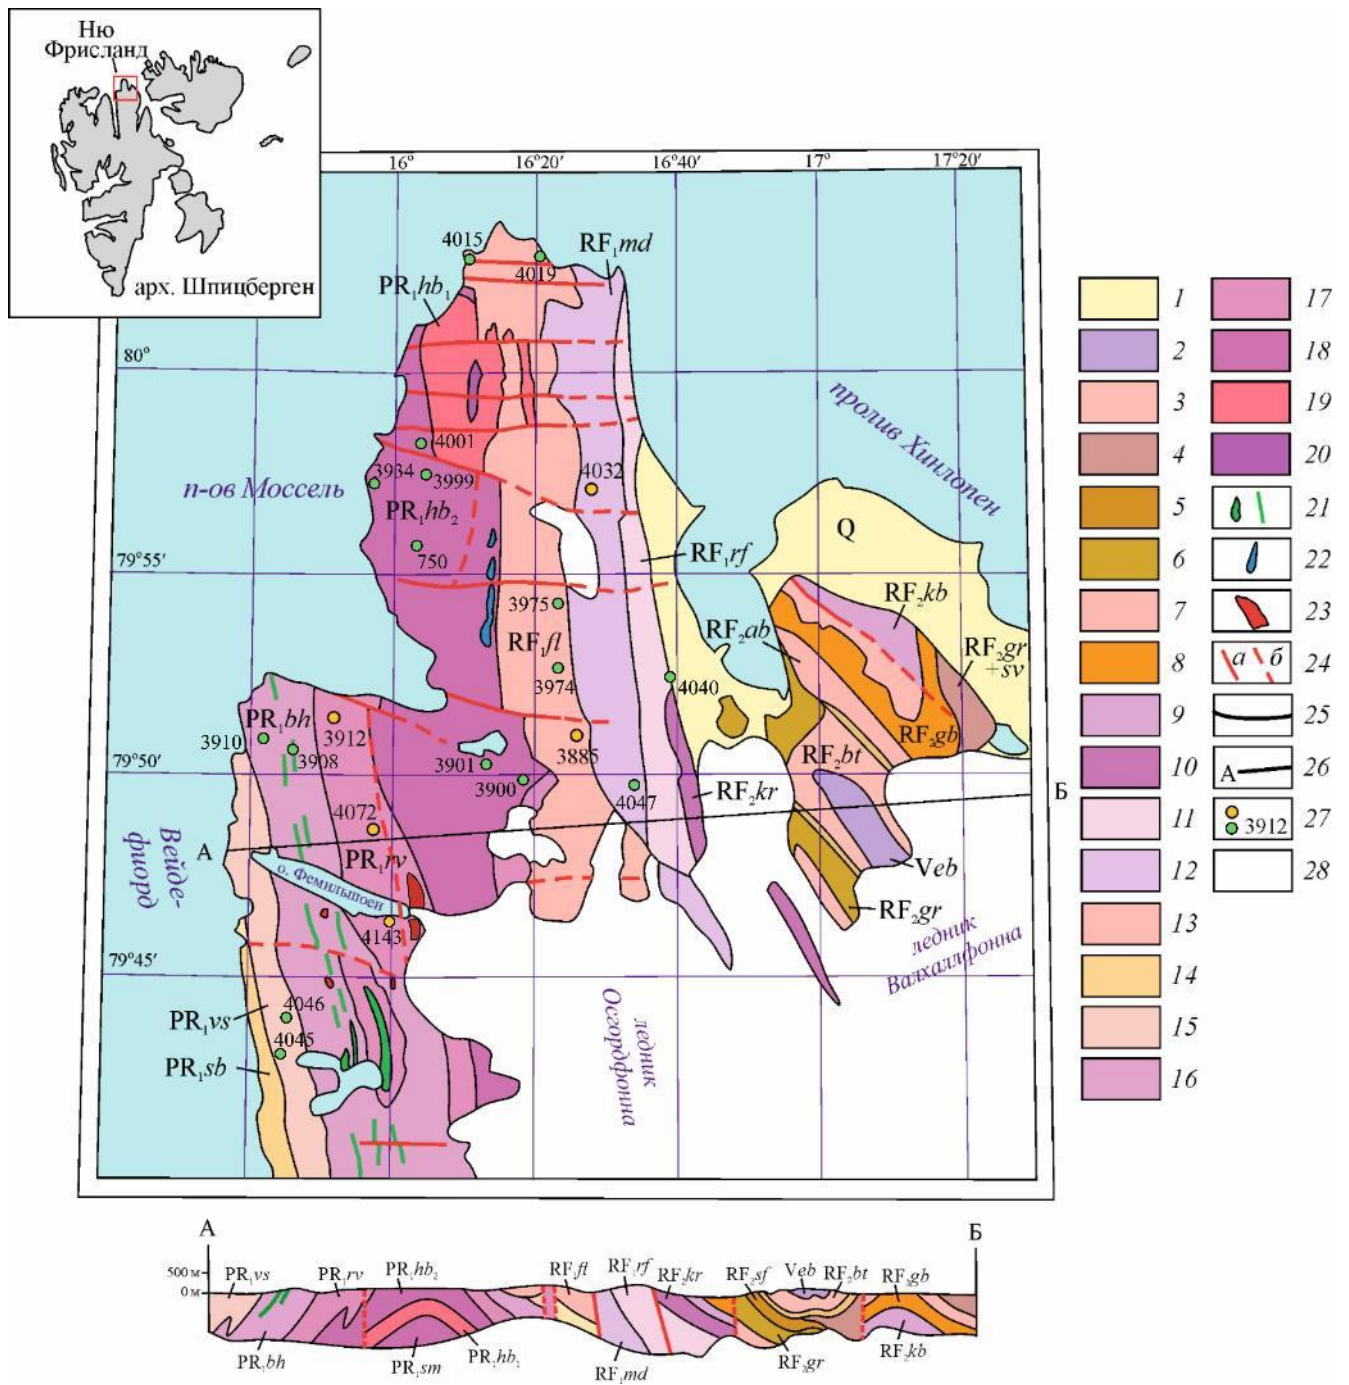 Ню
Фрисланд
арх. Шпицберген
16°
16°20′
16°40′
17°
17°20′
80°
79°55′
79°50′
79°45′
4015
4019
RF₁md
PR₁hb₁
4001
3934
3999
4032
п-ов Моссель
PR₁hb₂
750
пролив Хинлопен
Q
RF₁rf
RF₂kb
3975
RF₂ab
RF₁fl
RF₂gr
+sv
3974
4040
PR₁bh
3912
3910
3908
3885
RF₂gb
RF₂bt
3901
3900
4047
RF₂kr
Б
4072
А
PR₁rv
Вейде-
фиорд
о. Фемильшоен
Veb
RF₂gr
4143
ледник
Валхаллфонна
ледник
Осгордфонна
PR₁vs
4046
4045
PR₁sb
1
2
3
4
5
6
7
8
9
10
11
12
13
14
15
16
17
18
19
20
21
22
23
а б
24
25
А
26
3912
27
28
А
Б
500 м
0 м
PR₁vs
PR₁rv
PR₁hb₂
RF₁fl
RF₁rf
RF₂kr
RF₂sf
Veb
RF₂bt
RF₂gb
PR₁bh
PR₁sm
PR₁hb₁
RF₁md
RF₂gr
RF₂kb